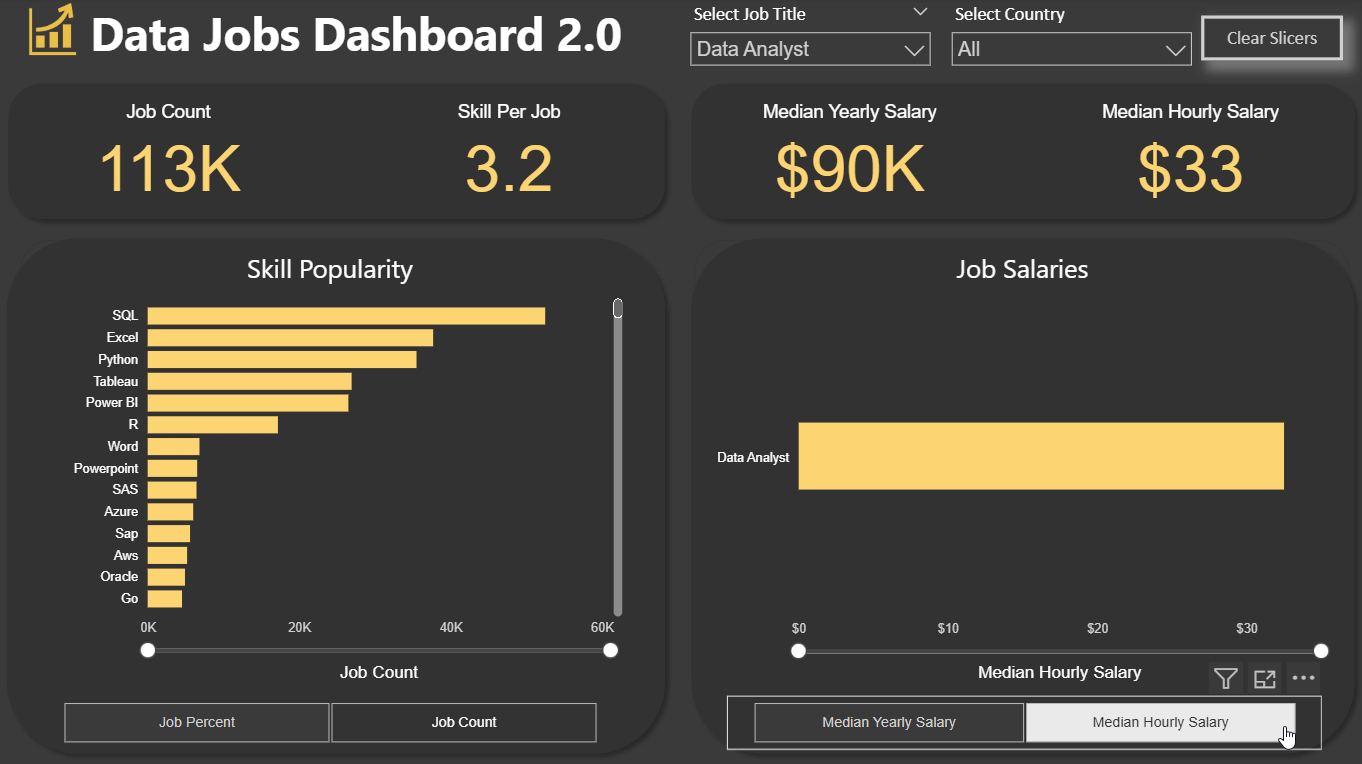 Data Jobs Dashboard 2.0
Select Job Title
Data Analyst
Select Country
All
Clear Slicers
Job Count
113K
Skill Per Job
3.2
Median Yearly Salary
$90K
Median Hourly Salary
$33
Skill Popularity
SQL
Excel
Python
Tableau
Power BI
R
Word
Powerpoint
SAS
Azure
Sap
Aws
Oracle
Go
0K 20K 40K 60K
Job Count
Job Percent
Job Count
Job Salaries
Data Analyst
$0 $10 $20 $30
Median Hourly Salary
Median Yearly Salary
Median Hourly Salary